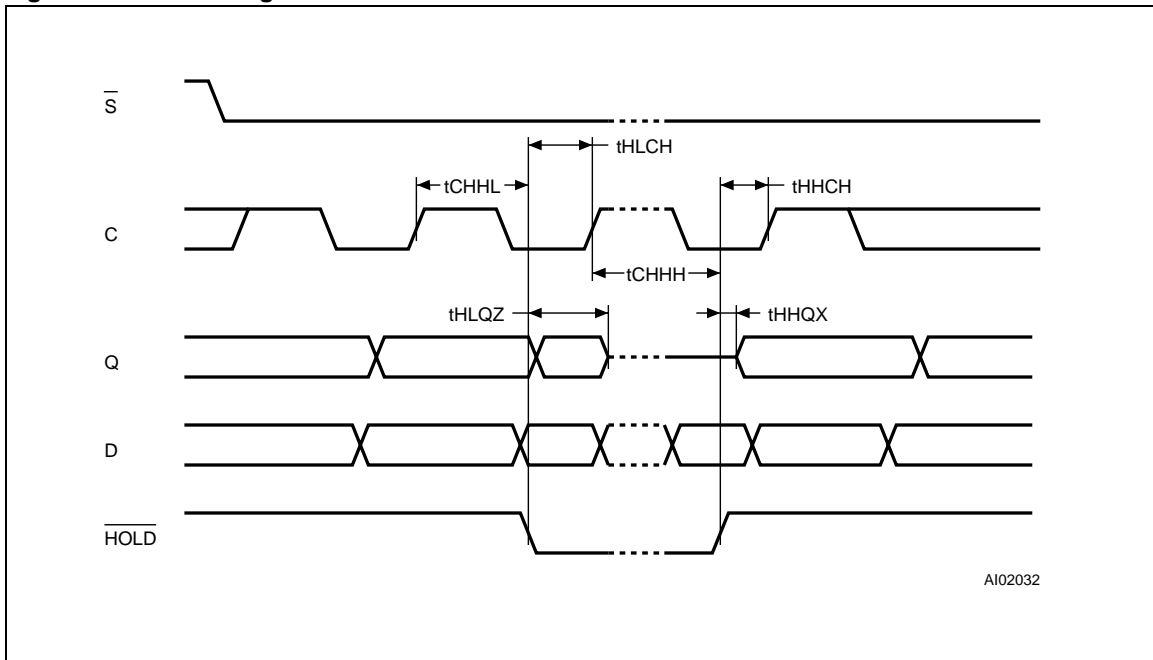 S
tHLCH
tCHHL
tHHCH
C
tCHHH
tHLQZ
tHHQX
Q
D
HOLD
AI02032